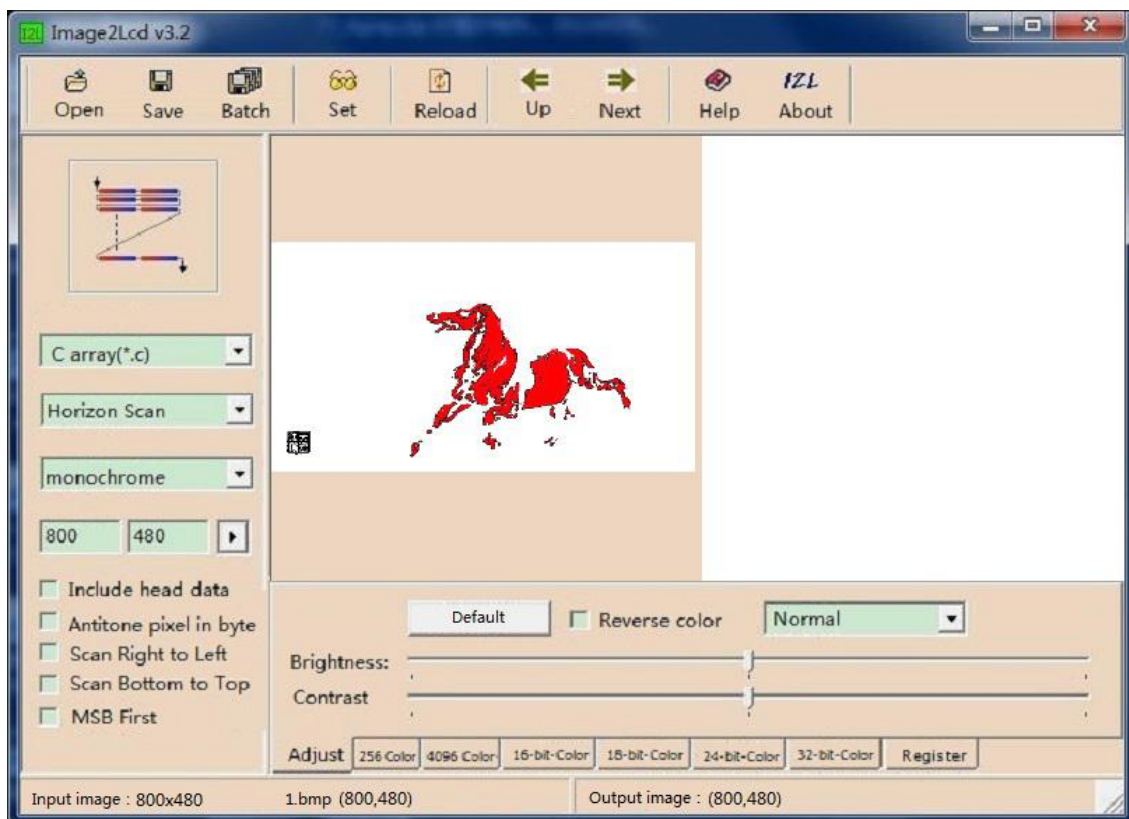 I2L Image2Lcd v3.2
Open Save Batch Set Reload Up Next Help About
I2L
C array(*.c)
Horizon Scan
monochrome
800 480
Include head data
Antitone pixel in byte
Scan Right to Left
Scan Bottom to Top
MSB First
Default Reverse color Normal
Brightness:
Contrast
Adjust 256 Color 4096 Color 16-bit-Color 18-bit-Color 24-bit-Color 32-bit-Color Register
Input image : 800x480 1.bmp (800,480) Output image : (800,480)